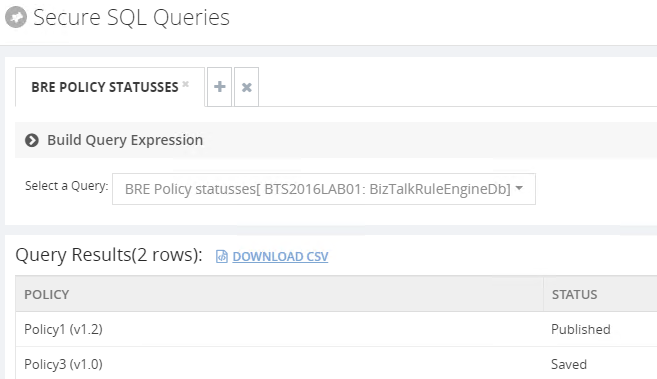 Secure SQL Queries
BRE POLICY STATUSSES
Build Query Expression
Select a Query: BRE Policy statusses[ BTS2016LAB01: BizTalkRuleEngineDb]
Query Results(2 rows): DOWNLOAD CSV
POLICY STATUS
Policy1 (v1.2) Published
Policy3 (v1.0) Saved